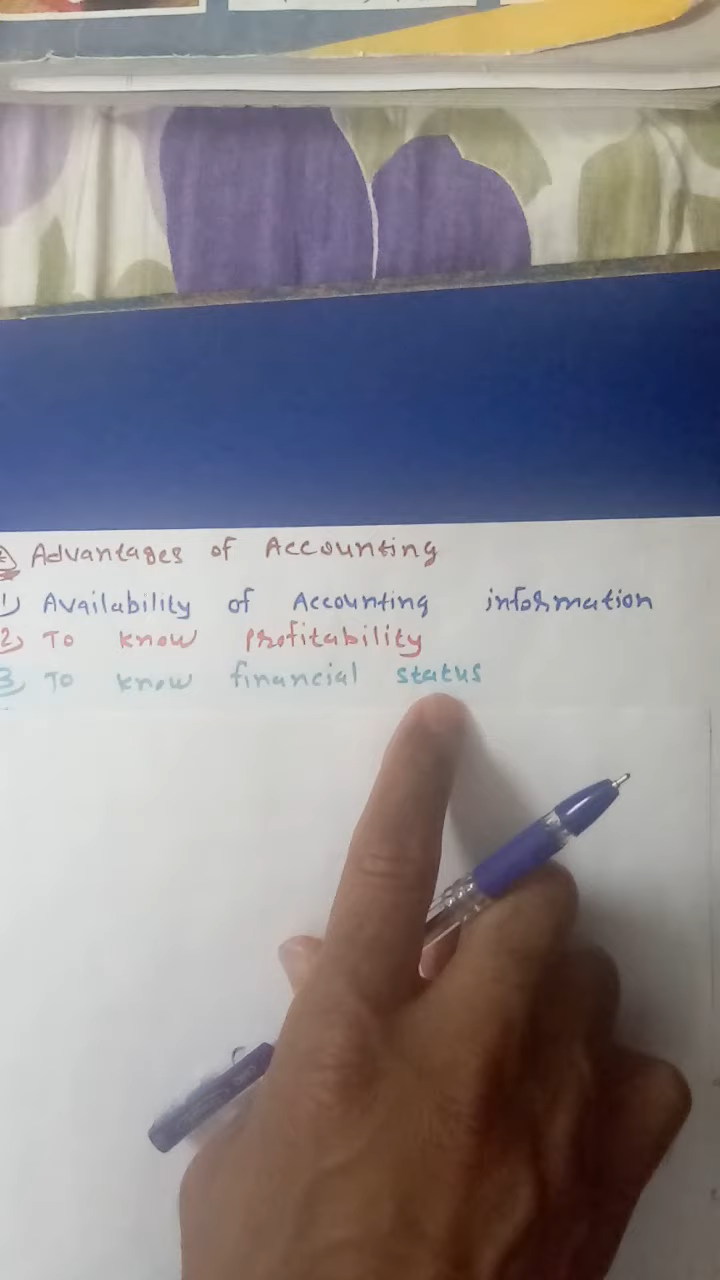 Advantages of Accounting
1) Availability of Accounting information
2) To know Profitability
3) To know financial status